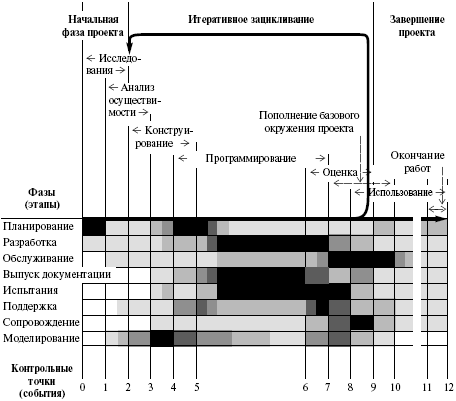 Начальная
фаза проекта
Итеративное зацикливание
Завершение
проекта
Исследо-
вания
Анализ
осуществи-
мости
Конструи-
рование
Пополнение базового
окружения проекта
Программирование
Оценка
Окончание
работ
Использование
Фазы
(этапы)
Планирование
Разработка
Обслуживание
Выпуск документации
Испытания
Поддержка
Сопровождение
Моделирование
Контрольные
точки
(события)
0 1 2 3 4 5 6 7 8 9 10 11 12